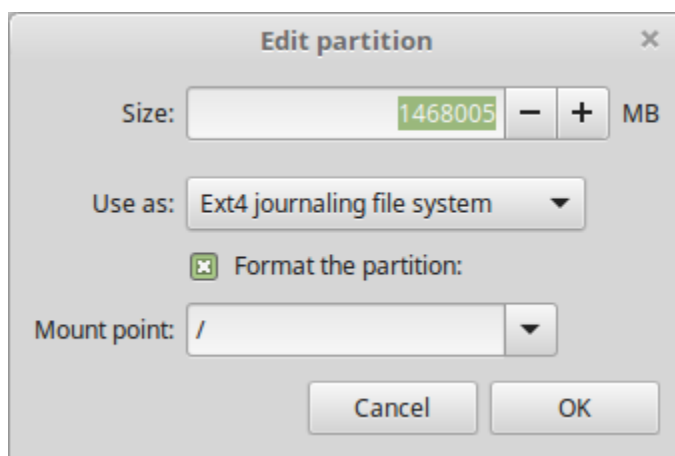 Edit partition
Size: 1468005 MB
Use as: Ext4 journaling file system
Format the partition:
Mount point: /
Cancel OK